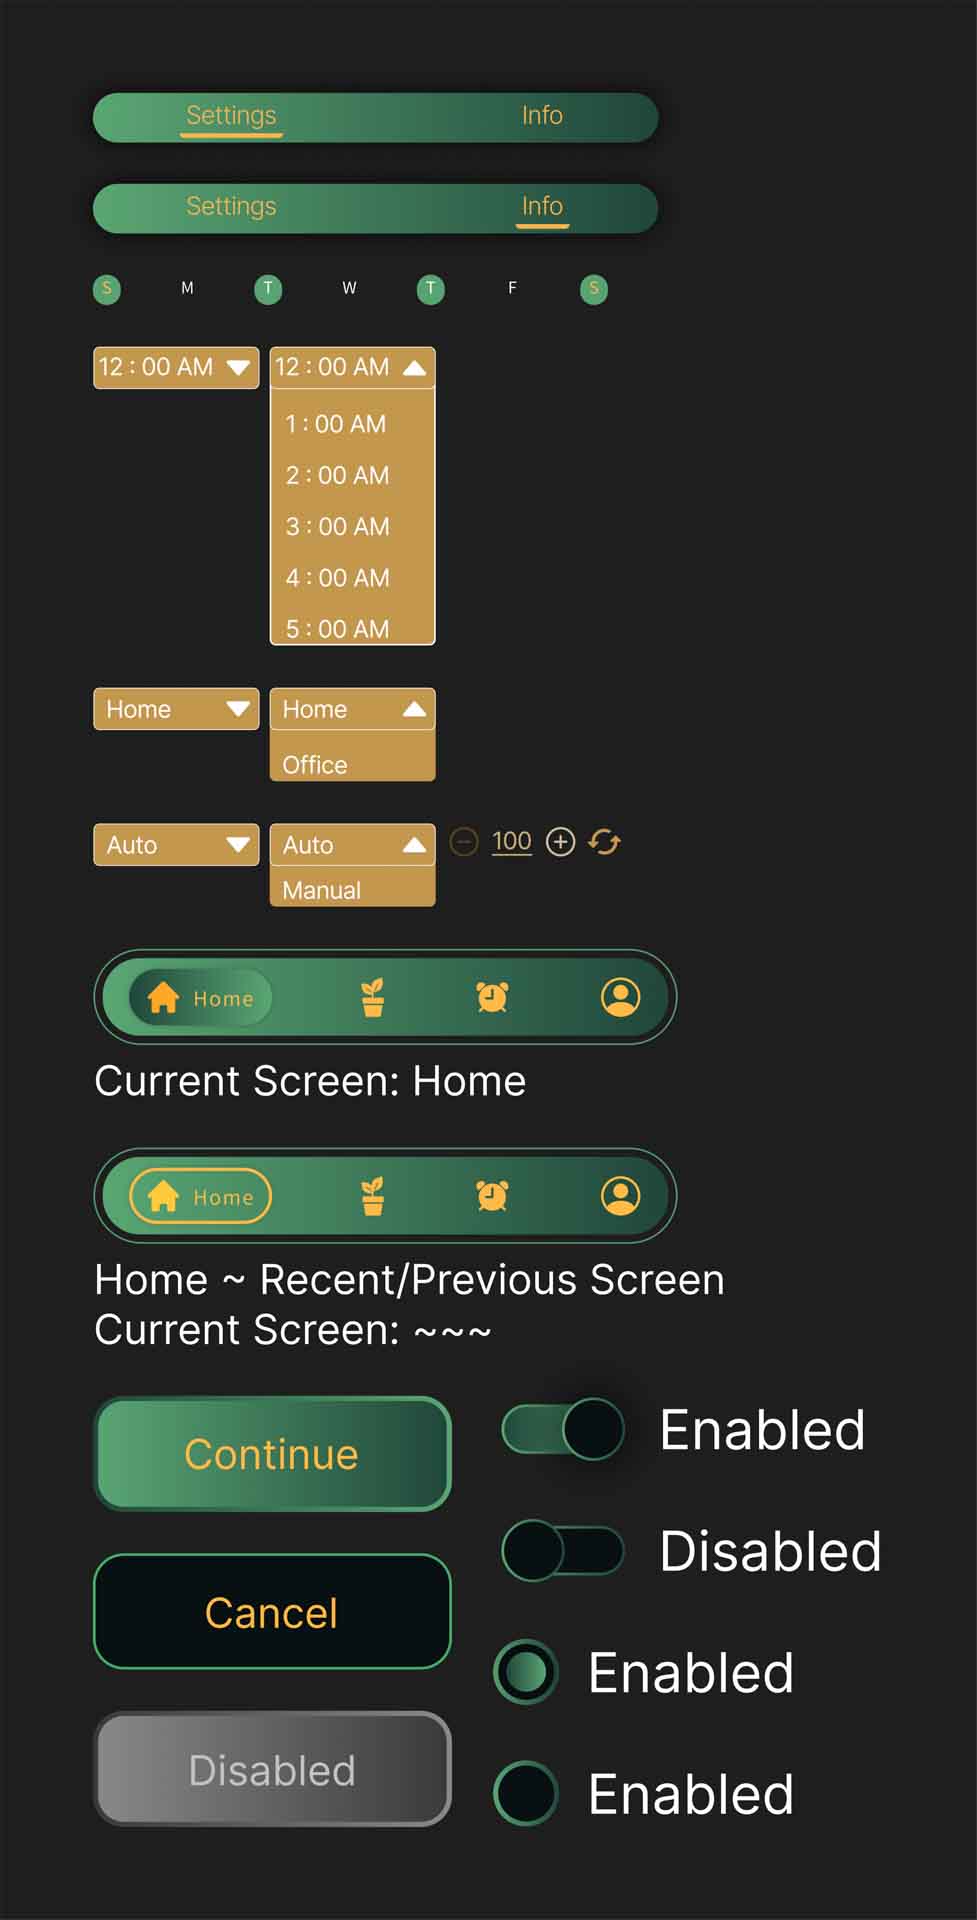 Settings Info
Settings Info
S M T W T F S
12 : 00 AM 12 : 00 AM
1 : 00 AM
2 : 00 AM
3 : 00 AM
4 : 00 AM
5 : 00 AM
Home Home
Office
Auto Auto 100
Manual
Home
Current Screen: Home
Home
Home ~ Recent/Previous Screen
Current Screen: ~~~
Continue Enabled
Disabled
Cancel
Enabled
Disabled
Enabled